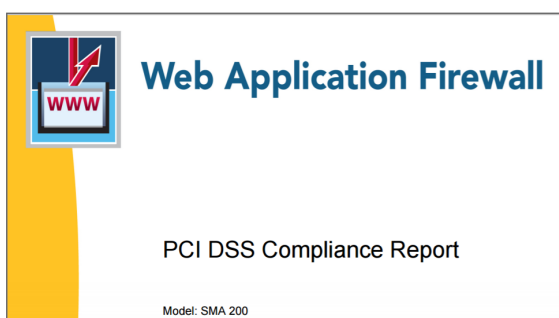 Web Application Firewall
WWW
PCI DSS Compliance Report
Model: SMA 200